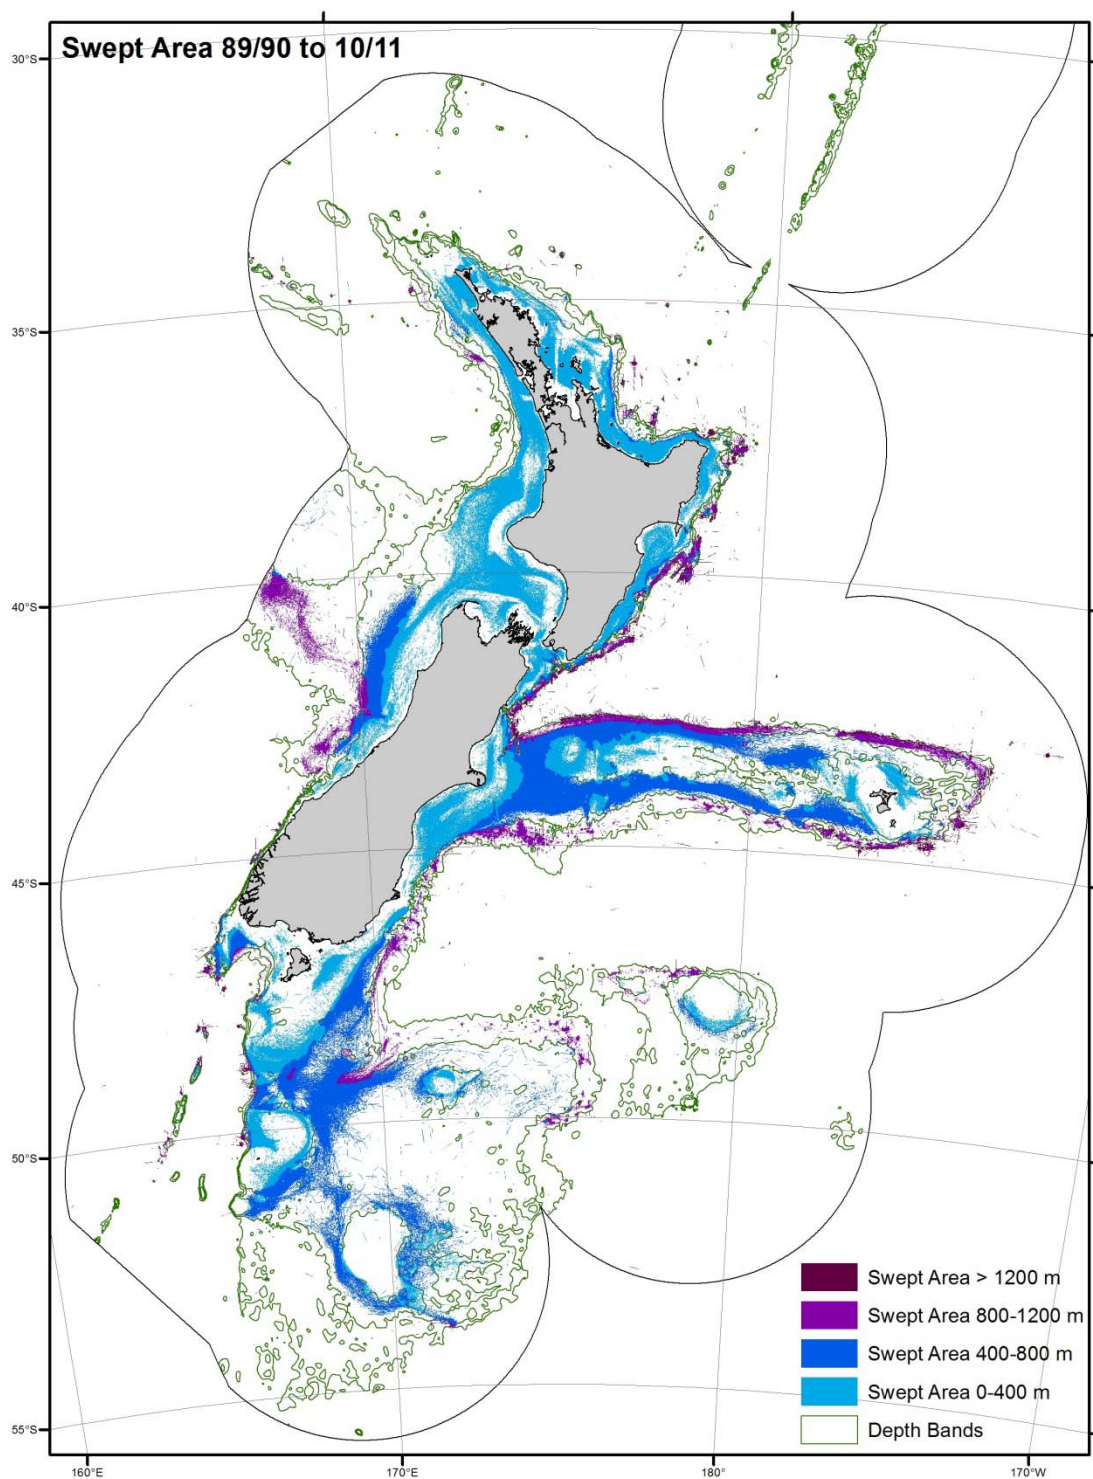 Swept Area 89/90 to 10/11
30°S
35°S
40°S
45°S
50°S
55°S
Swept Area > 1200 m
Swept Area 800-1200 m
Swept Area 400-800 m
Swept Area 0-400 m
Depth Bands
160°E
170°E
180°
170°W